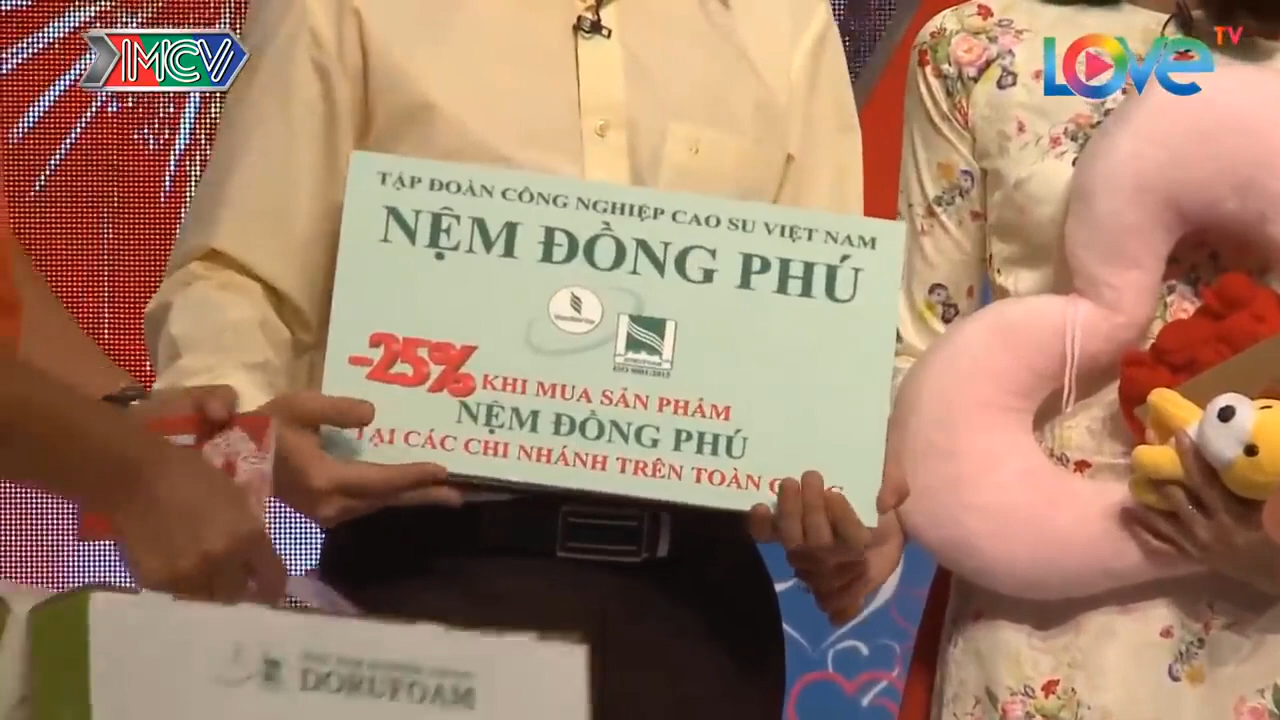 MCV
LOVE TV
TẬP ĐOÀN CÔNG NGHIỆP CAO SU VIỆT NAM
NỆM ĐỒNG PHÚ
-25% KHI MUA SẢN PHẨM
NỆM ĐỒNG PHÚ
TẠI CÁC CHI NHÁNH TRÊN TOÀN
DORUFOAM